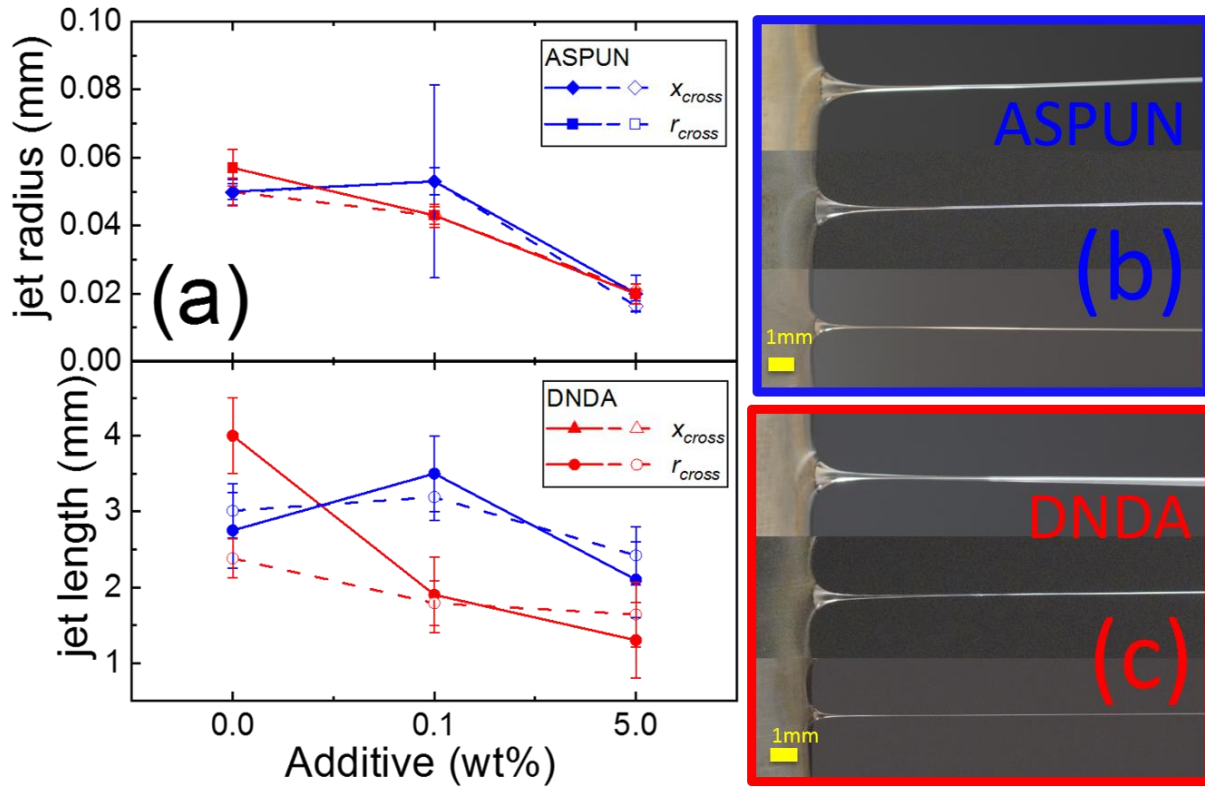 jet radius (mm)
0.10
0.08
0.06
0.04
0.02
0.00
(a)
ASPUN
x_cross
r_cross
jet length (mm)
4
3
2
1
DNDA
x_cross
r_cross
0.0
0.1
5.0
Additive (wt%)
ASPUN
(b)
1mm
DNDA
(c)
1mm